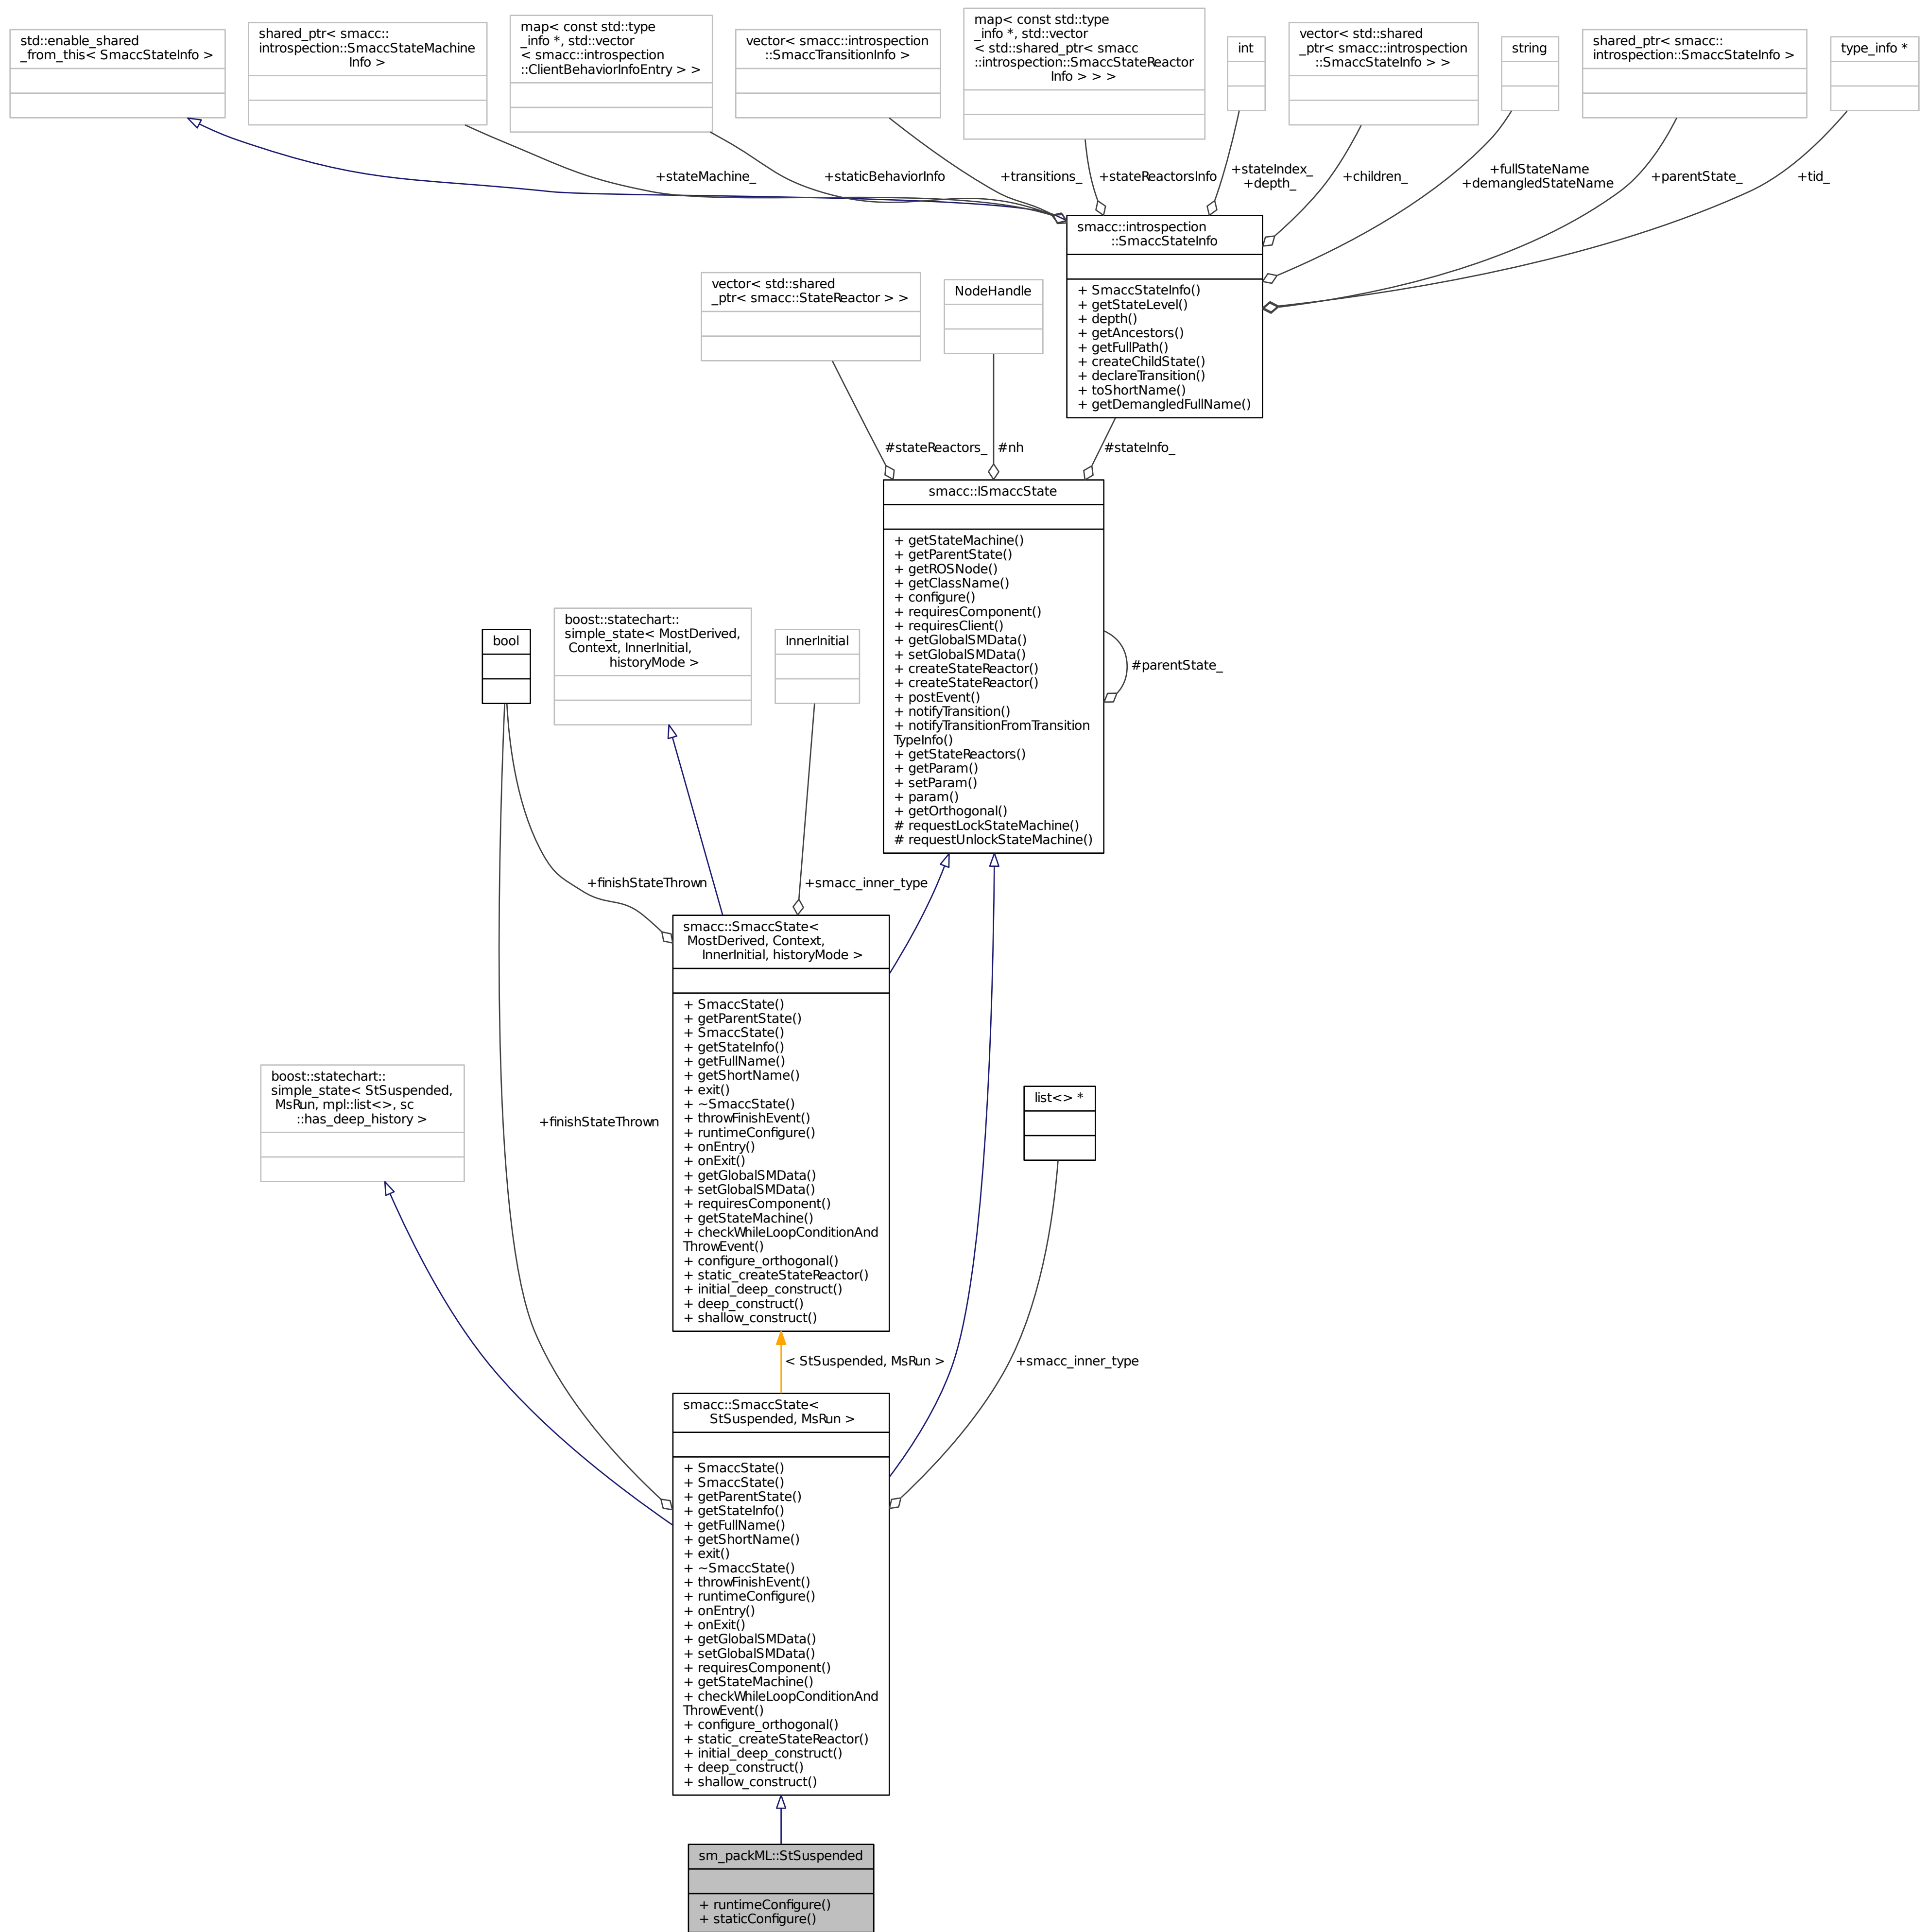 std::enable_shared
_from_this< SmaccStateInfo >
shared_ptr< smacc::
introspection::SmaccStateMachine
Info >
map< const std::type
_info *, std::vector
< smacc::introspection
::ClientBehaviorInfoEntry > >
vector< smacc::introspection
::SmaccTransitionInfo >
map< const std::type
_info *, std::vector
< std::shared_ptr< smacc
::introspection::SmaccStateReactor
Info > > >
int
vector< std::shared
_ptr< smacc::introspection
::SmaccStateInfo > >
string
shared_ptr< smacc::
introspection::SmaccStateInfo >
type_info *
+stateMachine_
+staticBehaviorInfo
+transitions_
+stateReactorsInfo
+stateIndex_
+depth_
+children_
+fullStateName
+demangledStateName
+parentState_
+tid_
smacc::introspection
::SmaccStateInfo
+ SmaccStateInfo()
+ getStateLevel()
+ depth()
+ getAncestors()
+ getFullPath()
+ createChildState()
+ declareTransition()
+ toShortName()
+ getDemangledFullName()
vector< std::shared
_ptr< smacc::StateReactor > >
NodeHandle
#stateReactors_
#nh
#stateInfo_
smacc::ISmaccState
+ getStateMachine()
+ getParentState()
+ getROSNode()
+ getClassName()
+ configure()
+ requiresComponent()
+ requiresClient()
+ getGlobalSMData()
+ setGlobalSMData()
+ createStateReactor()
+ createStateReactor()
+ postEvent()
+ notifyTransition()
+ notifyTransitionFromTransition
TypeInfo()
+ getStateReactors()
+ getParam()
+ setParam()
+ param()
+ getOrthogonal()
# requestLockStateMachine()
# requestUnlockStateMachine()
#parentState_
bool
boost::statechart::
simple_state< MostDerived,
Context, InnerInitial,
historyMode >
InnerInitial
+finishStateThrown
+smacc_inner_type
smacc::SmaccState<
MostDerived, Context,
InnerInitial, historyMode >
+ SmaccState()
+ getParentState()
+ SmaccState()
+ getStateInfo()
+ getFullName()
+ getShortName()
+ exit()
+ ~SmaccState()
+ throwFinishEvent()
+ runtimeConfigure()
+ onEntry()
+ onExit()
+ getGlobalSMData()
+ setGlobalSMData()
+ requiresComponent()
+ getStateMachine()
+ checkWhileLoopConditionAnd
ThrowEvent()
+ configure_orthogonal()
+ static_createStateReactor()
+ initial_deep_construct()
+ deep_construct()
+ shallow_construct()
boost::statechart::
simple_state< StSuspended,
MsRun, mpl::list<>, sc
::has_deep_history >
+finishStateThrown
list<> *
< StSuspended, MsRun >
+smacc_inner_type
smacc::SmaccState<
StSuspended, MsRun >
+ SmaccState()
+ SmaccState()
+ getParentState()
+ getStateInfo()
+ getFullName()
+ getShortName()
+ exit()
+ ~SmaccState()
+ throwFinishEvent()
+ runtimeConfigure()
+ onEntry()
+ onExit()
+ getGlobalSMData()
+ setGlobalSMData()
+ requiresComponent()
+ getStateMachine()
+ checkWhileLoopConditionAnd
ThrowEvent()
+ configure_orthogonal()
+ static_createStateReactor()
+ initial_deep_construct()
+ deep_construct()
+ shallow_construct()
sm_packML::StSuspended
+ runtimeConfigure()
+ staticConfigure()